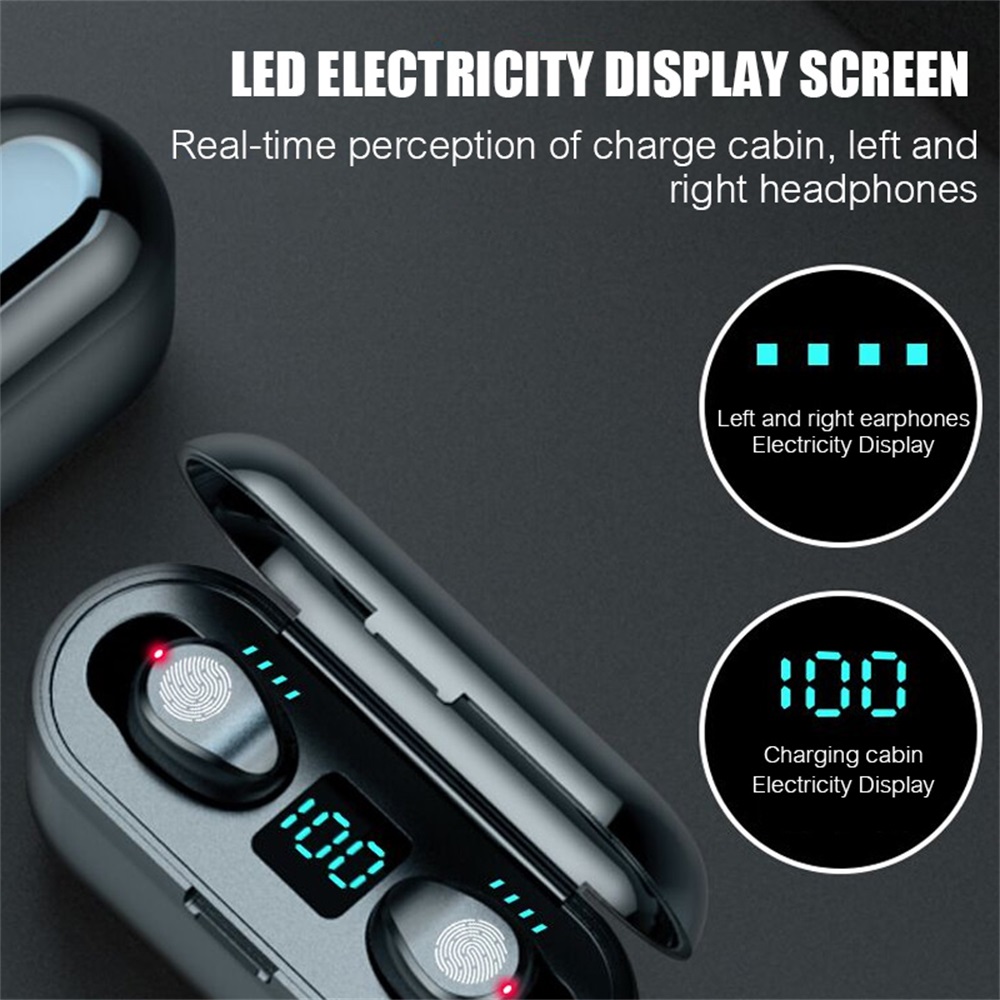 LED ELECTRICITY DISPLAY SCREEN
Real-time perception of charge cabin, left and
right headphones
Left and right earphones
Electricity Display
100
Charging cabin
Electricity Display
100